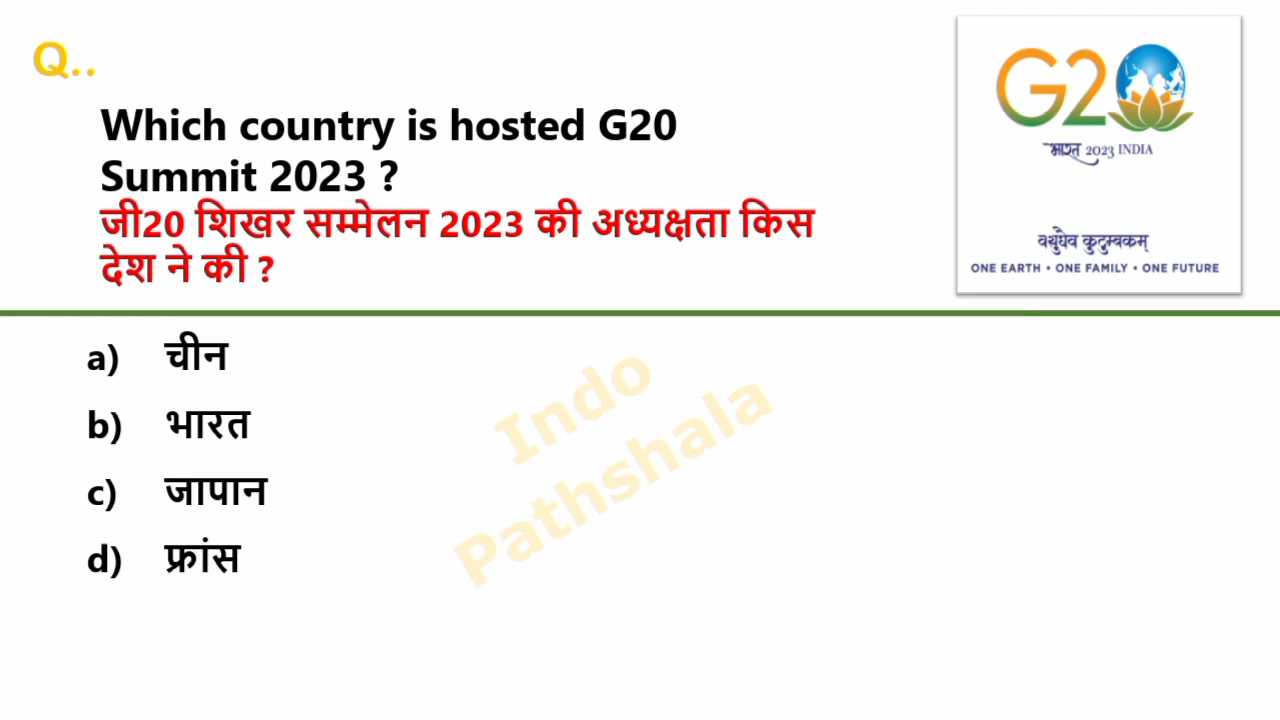 Q..
Which country is hosted G20
Summit 2023 ?
जी20 शिखर सम्मेलन 2023 की अध्यक्षता किस
देश ने की ?
G20
भारत 2023 INDIA
वसुधैव कुटुम्बकम्
ONE EARTH • ONE FAMILY • ONE FUTURE
a) चीन
b) भारत
c) जापान
d) फ्रांस
Indo
Pathshala